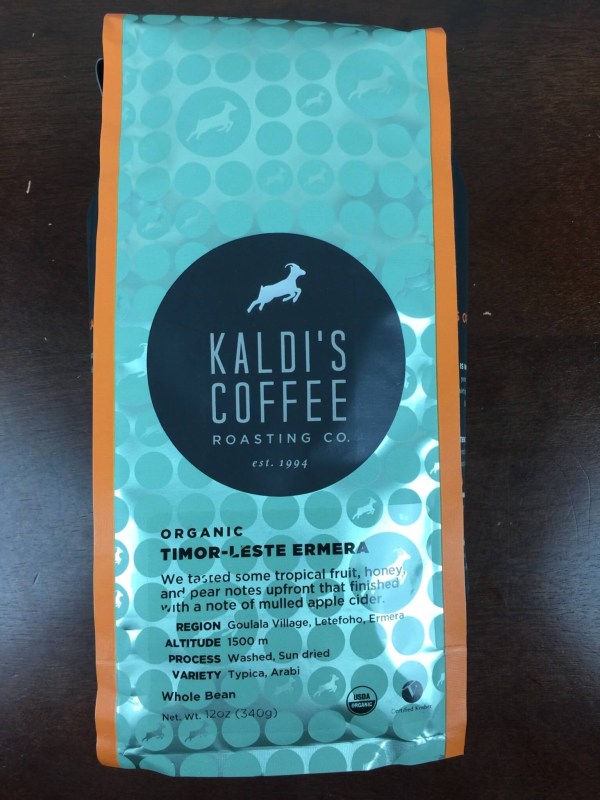 KALDI'S
COFFEE
ROASTING CO.
est. 1994
ORGANIC
TIMOR-LESTE ERMERA
We tasted some tropical fruit, honey,
and pear notes upfront that finished
with a note of mulled apple cider.
REGION Goulala Village, Letefoho, Ermera
ALTITUDE 1500 m
PROCESS Washed, Sun dried
VARIETY Typica, Arabi
Whole Bean
Net. Wt. 12oz (340g)
USDA
ORGANIC
Certified Kosher